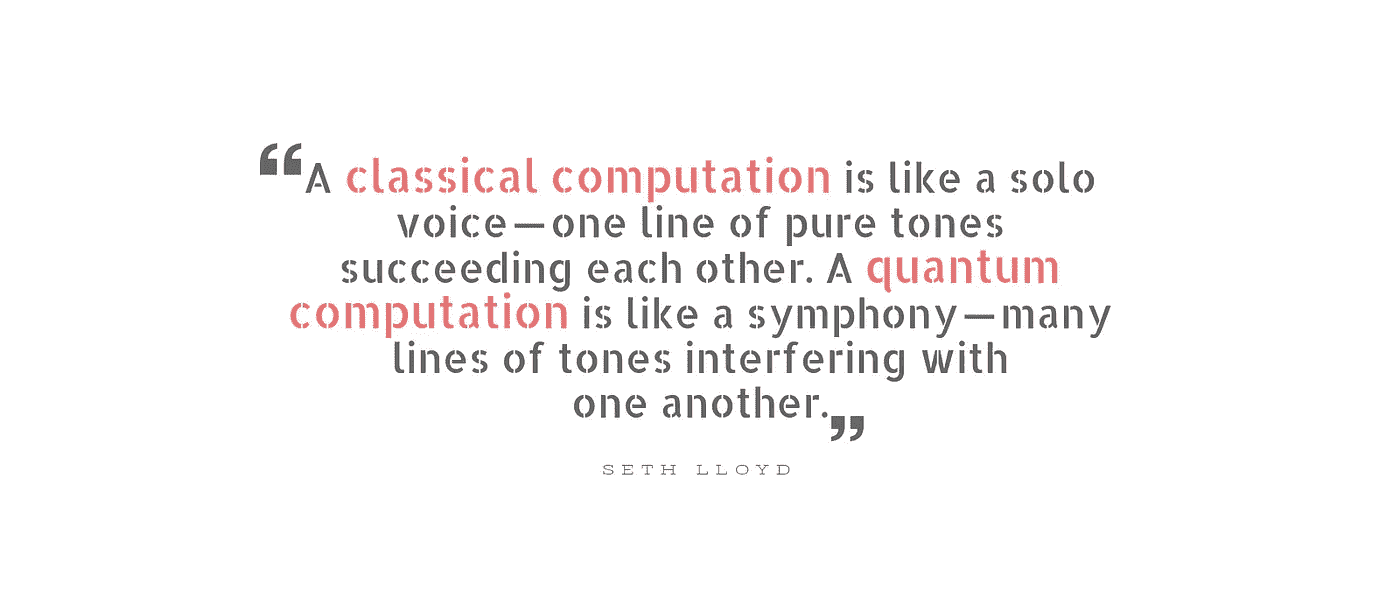 “A classical computation is like a solo
voice—one line of pure tones
succeeding each other. A quantum
computation is like a symphony—many
lines of tones interfering with
one another.”
SETH LLOYD